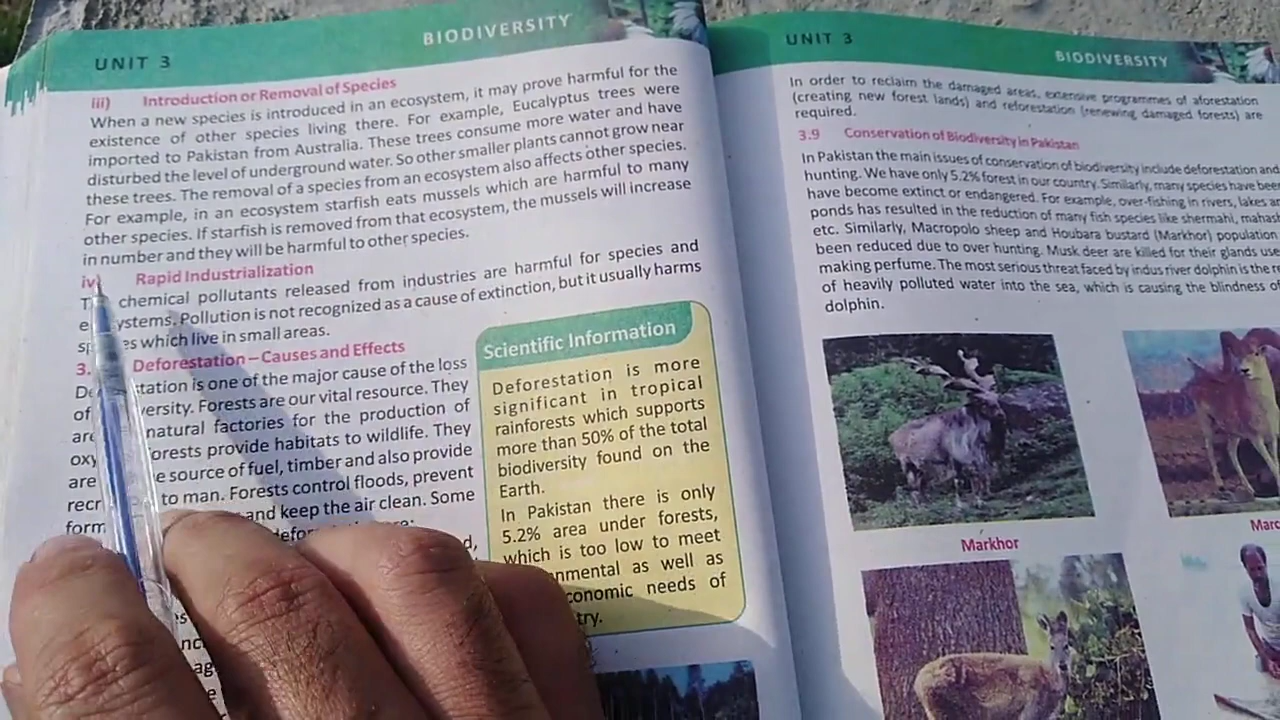 UNIT 3
BIODIVERSITY
iii) Introduction or Removal of Species
When a new species is introduced in an ecosystem, it may prove harmful for the
existence of other species living there. For example, Eucalyptus trees were
imported to Pakistan from Australia. These trees consume more water and have
disturbed the level of underground water. So other smaller plants cannot grow near
these trees. The removal of a species from an ecosystem also affects other species.
For example, in an ecosystem starfish eats mussels which are harmful to many
other species. If starfish is removed from that ecosystem, the mussels will increase
in number and they will be harmful to other species.
iv) Rapid Industrialization
chemical pollutants released from industries are harmful for species and
ystems. Pollution is not recognized as a cause of extinction, but it usually harms
es which live in small areas.
3. Deforestation – Causes and Effects
De tation is one of the major cause of the loss
of versity. Forests are our vital resource. They
are natural factories for the production of
oxy orests provide habitats to wildlife. They
are e source of fuel, timber and also provide
recr to man. Forests control floods, prevent
form and keep the air clean. Some
Scientific Information
Deforestation is more
significant in tropical
rainforests which supports
more than 50% of the total
biodiversity found on the
Earth.
In Pakistan there is only
5.2% area under forests,
which is too low to meet
nmental as well as
conomic needs of
try.
UNIT 3
BIODIVERSITY
In order to reclaim the damaged areas, extensive programmes of aforestation
(creating new forest lands) and reforestation (renewing damaged forests) are
required.
3.9 Conservation of Biodiversity in Pakistan
In Pakistan the main issues of conservation of biodiversity include deforestation and
hunting. We have only 5.2% forest in our country. Similarly, many species have been
have become extinct or endangered. For example, over-fishing in rivers, lakes an
ponds has resulted in the reduction of many fish species like shermahi, mahas
etc. Similarly, Macropolo sheep and Houbara bustard (Markhor) population
been reduced due to over hunting. Musk deer are killed for their glands use
making perfume. The most serious threat faced by indus river dolphin is the r
of heavily polluted water into the sea, which is causing the blindness of
dolphin.
Markhor
Marc